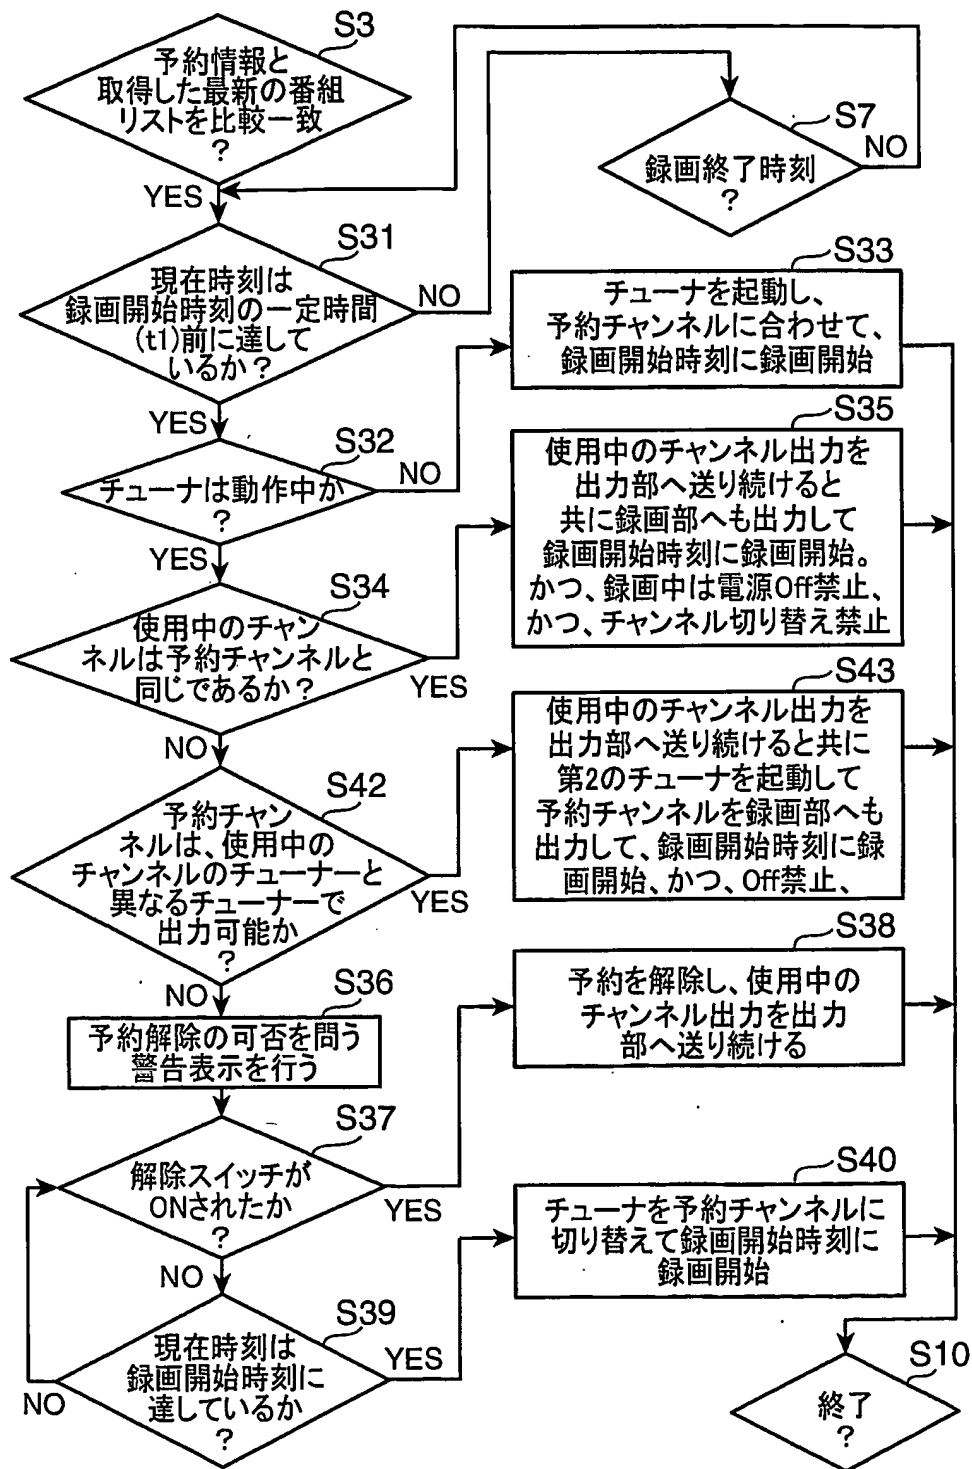 S3
予約情報と
取得した最新の番組
リストを比較一致
?
YES
S7
録画終了時刻
?
NO
S31
現在時刻は
録画開始時刻の一定時間
(t1)前に達して
いるか?
NO
YES
S33
チューナを起動し、
予約チャンネルに合わせて、
録画開始時刻に録画開始
S32
チューナは動作中か
?
NO
YES
S35
使用中のチャンネル出力を
出力部へ送り続けると
共に録画部へも出力して
録画開始時刻に録画開始。
かつ、録画中は電源Off禁止、
かつ、チャンネル切り替え禁止
S34
使用中のチャン
ネルは予約チャンネルと
同じであるか?
YES
NO
S43
使用中のチャンネル出力を
出力部へ送り続けると共に
第2のチューナを起動して
予約チャンネルを録画部へも
出力して、録画開始時刻に録
画開始、かつ、Off禁止、
S42
予約チャン
ネルは、使用中の
チャンネルのチューナーと
異なるチューナーで
出力可能か
?
YES
NO
S36
予約解除の可否を問う
警告表示を行う
S38
予約を解除し、使用中の
チャンネル出力を出力
部へ送り続ける
S37
解除スイッチが
ONされたか
?
YES
NO
S40
チューナを予約チャンネルに
切り替えて録画開始時刻に
録画開始
S39
現在時刻は
録画開始時刻に
達しているか
?
YES
NO
S10
終了
?